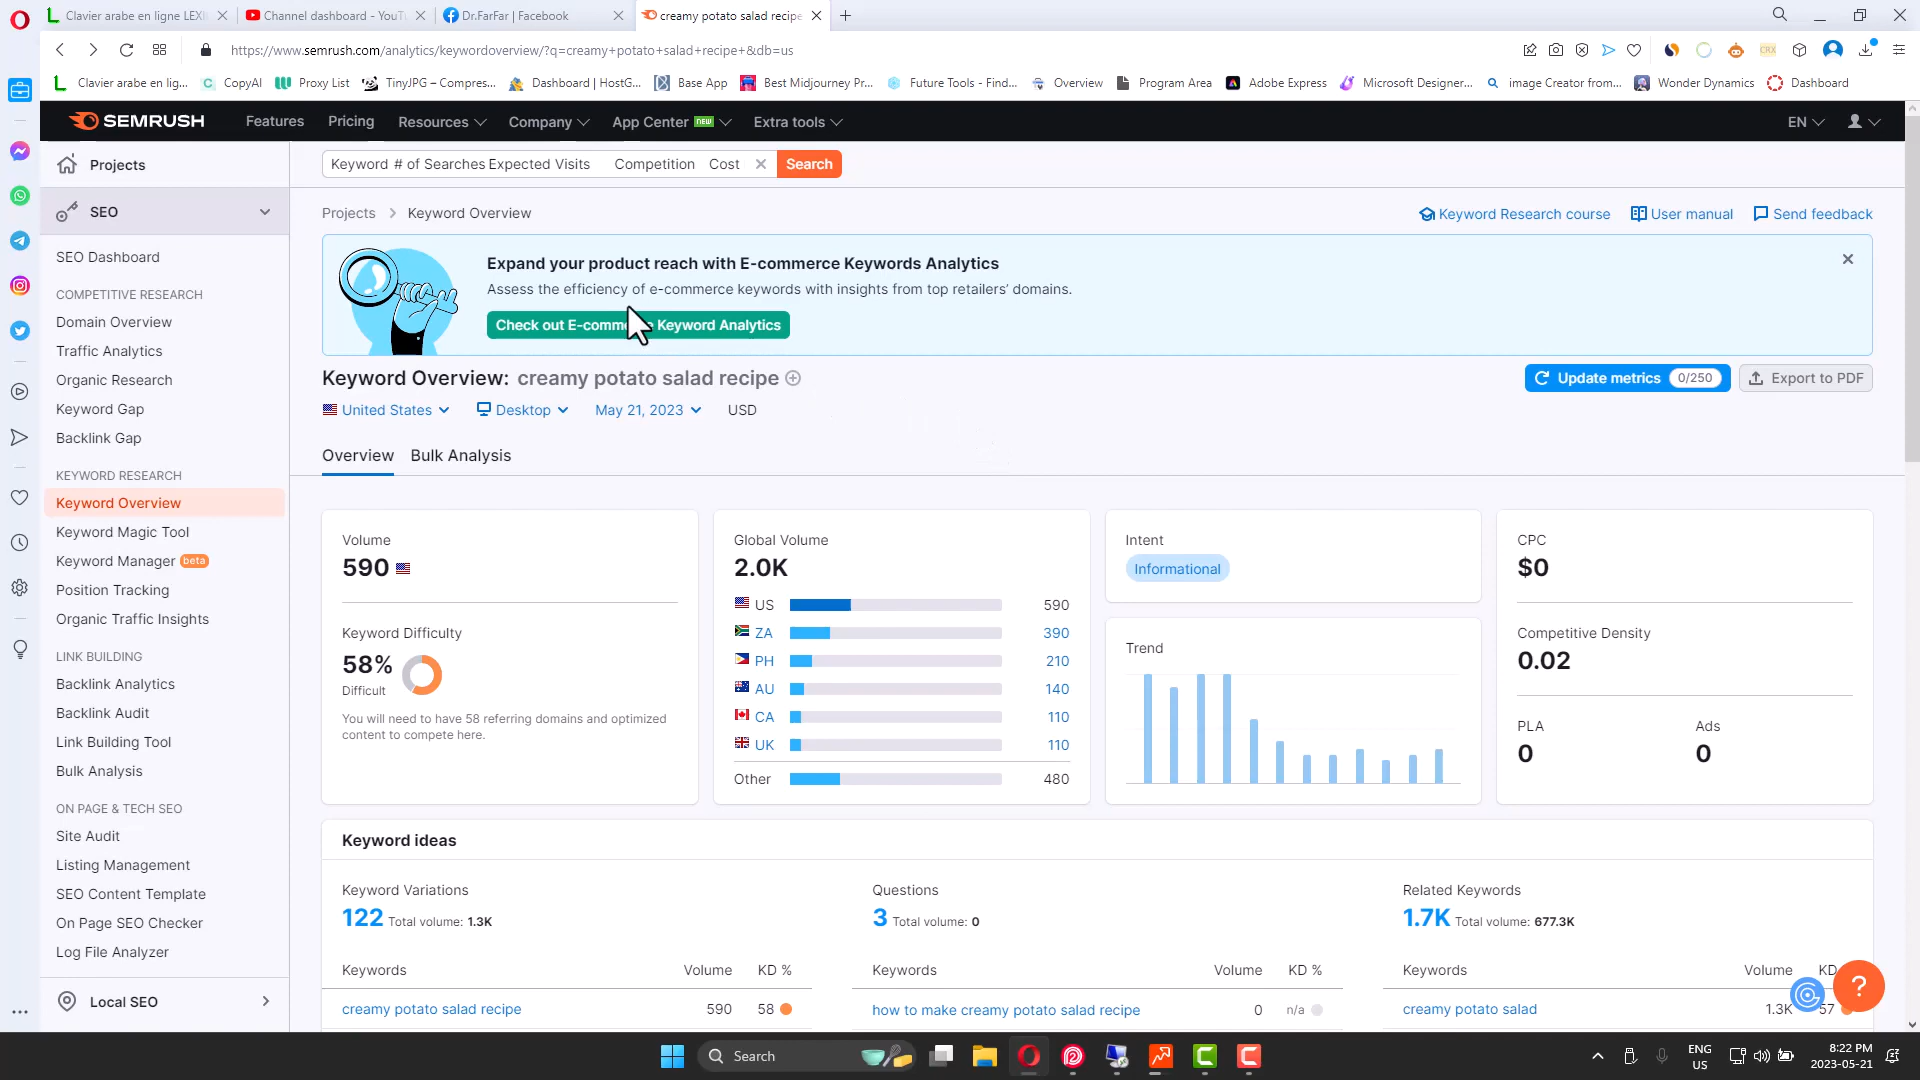 Clavier arabe en ligne LEXI
Channel dashboard - YouTu
Dr.FarFar | Facebook
creamy potato salad recipe
https://www.semrush.com/analytics/keywordoverview/?q=creamy+potato+salad+recipe+&db=us
Clavier arabe en lig...
CopyAI
Proxy List
TinyJPG – Compres...
Dashboard | HostG...
Base App
Best Midjourney Pr...
Future Tools - Find...
Overview
Program Area
Adobe Express
Microsoft Designer...
image Creator from...
Wonder Dynamics
Dashboard
SEMRUSH
Features
Pricing
Resources
Company
App Center NEW
Extra tools
EN
Projects
Keyword # of Searches Expected Visits Competition Cost
Search
SEO
Projects > Keyword Overview
Keyword Research course
User manual
Send feedback
Expand your product reach with E-commerce Keywords Analytics
Assess the efficiency of e-commerce keywords with insights from top retailers' domains.
Check out E-comme Keyword Analytics
Keyword Overview: creamy potato salad recipe
Update metrics 0/250
Export to PDF
United States
Desktop
May 21, 2023
USD
Overview
Bulk Analysis
SEO Dashboard
COMPETITIVE RESEARCH
Domain Overview
Traffic Analytics
Organic Research
Keyword Gap
Backlink Gap
KEYWORD RESEARCH
Keyword Overview
Keyword Magic Tool
Keyword Manager beta
Position Tracking
Organic Traffic Insights
LINK BUILDING
Backlink Analytics
Backlink Audit
Link Building Tool
Bulk Analysis
ON PAGE & TECH SEO
Site Audit
Listing Management
SEO Content Template
On Page SEO Checker
Log File Analyzer
Local SEO
Volume
590
Keyword Difficulty
58%
Difficult
You will need to have 58 referring domains and optimized
content to compete here.
Global Volume
2.0K
US 590
ZA 390
PH 210
AU 140
CA 110
UK 110
Other 480
Intent
Informational
Trend
CPC
$0
Competitive Density
0.02
PLA Ads
0 0
Keyword ideas
Keyword Variations
122 Total volume: 1.3K
Keywords Volume KD %
creamy potato salad recipe 590 58
Questions
3 Total volume: 0
Keywords Volume KD %
how to make creamy potato salad recipe 0 n/a
Related Keywords
1.7K Total volume: 677.3K
Keywords Volume KD
creamy potato salad 1.3K 57
?
Search
ENG
US
8:22 PM
2023-05-21